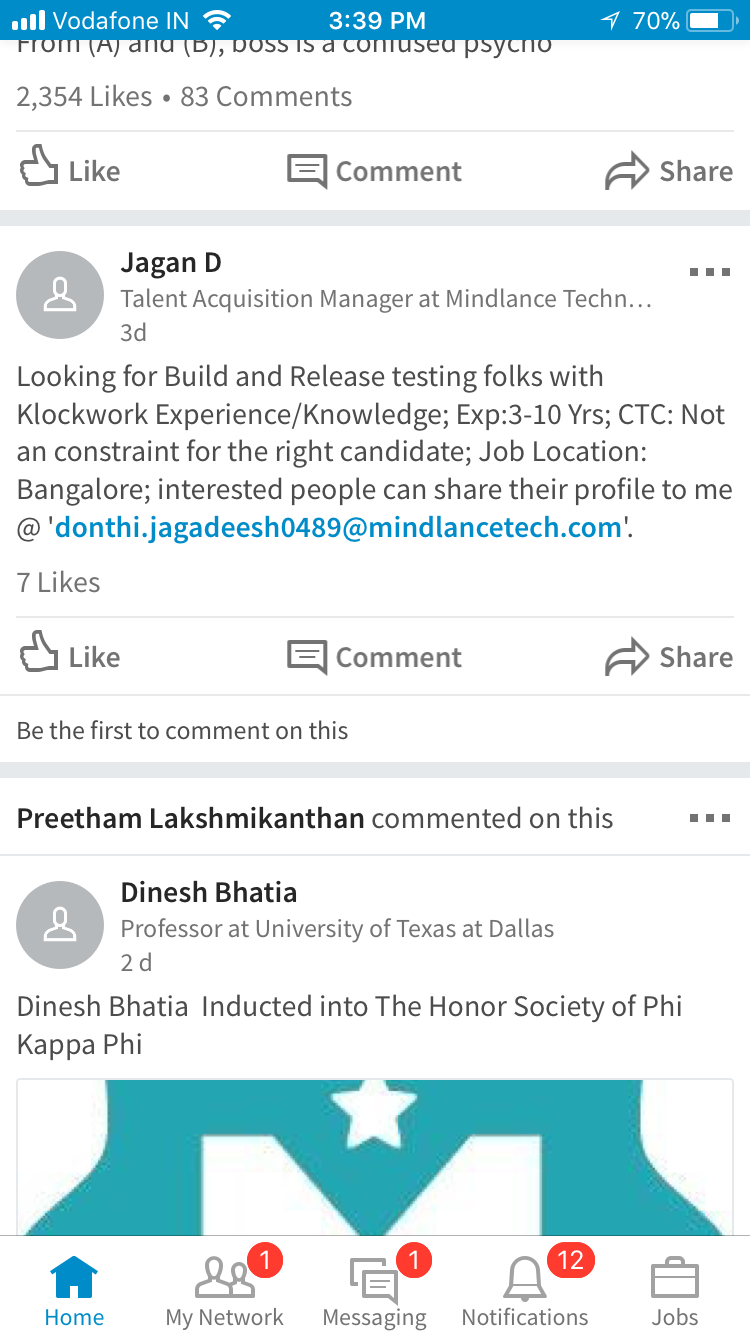 Vodafone IN 3:39 PM 70%
From (A) and (B), boss is a confused psycho
2,354 Likes • 83 Comments
Like Comment Share
Jagan D
Talent Acquisition Manager at Mindlance Techn...
3d
Looking for Build and Release testing folks with
Klockwork Experience/Knowledge; Exp:3-10 Yrs; CTC: Not
an constraint for the right candidate; Job Location:
Bangalore; interested people can share their profile to me
@ 'donthi.jagadeesh0489@mindlancetech.com'.
7 Likes
Like Comment Share
Be the first to comment on this
Preetham Lakshmikanthan commented on this
Dinesh Bhatia
Professor at University of Texas at Dallas
2 d
Dinesh Bhatia  Inducted into The Honor Society of Phi
Kappa Phi
M
1 1 12
Home My Network Messaging Notifications Jobs